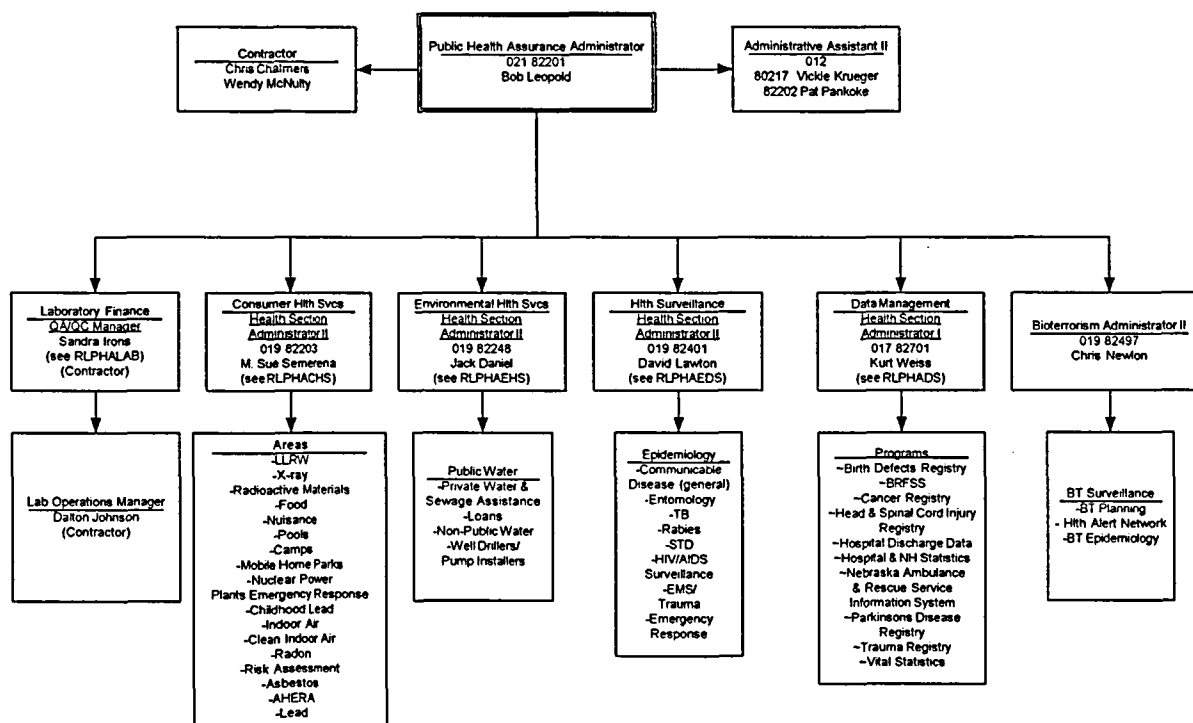 Contractor
Chris Chalmers
Wendy McNulty
Public Health Assurance Administrator
021 82201
Bob Leopold
Administrative Assistant II
012
80217 Vickie Krueger
82202 Pat Pankoke
Laboratory Finance
QA/QC Manager
Sandra Irons
(see RLPHALAB)
(Contractor)
Consumer Hlth Svcs
Health Section
Administrator II
019 82203
M. Sue Semerena
(see RLPHACHS)
Environmental Hlth Svcs
Health Section
Administrator II
019 82248
Jack Daniel
(see RLPHAEHS)
Hlth Surveillance
Health Section
Administrator II
019 82401
David Lawton
(see RLPHAEDS)
Data Management
Health Section
Administrator I
017 82701
Kurt Weiss
(see RLPHADS)
Bioterrorism Administrator II
019 82497
Chris Newlon
Lab Operations Manager
Dalton Johnson
(Contractor)
Areas
-LLRW
-X-ray
-Radioactive Materials
-Food
-Nuisance
-Pools
-Camps
-Mobile Home Parks
-Nuclear Power
Plants Emergency Response
-Childhood Lead
-Indoor Air
-Clean Indoor Air
-Radon
-Risk Assessment
-Asbestos
-AHERA
-Lead
Public Water
-Private Water &
Sewage Assistance
-Loans
-Non-Public Water
-Well Drillers/
Pump Installers
Epidemiology
-Communicable
Disease (general)
-Entomology
-TB
-Rabies
-STD
-HIV/AIDS
Surveillance
-EMS/
Trauma
-Emergency
Response
Programs
~Birth Defects Registry
~BRFSS
~Cancer Registry
~Head & Spinal Cord Injury
Registry
~Hospital Discharge Data
~Hospital & NH Statistics
~Nebraska Ambulance
& Rescue Service
Information System
~Parkinsons Disease
Registry
~Trauma Registry
~Vital Statistics
BT Surveillance
-BT Planning
- Hlth Alert Network
-BT Epidemiology